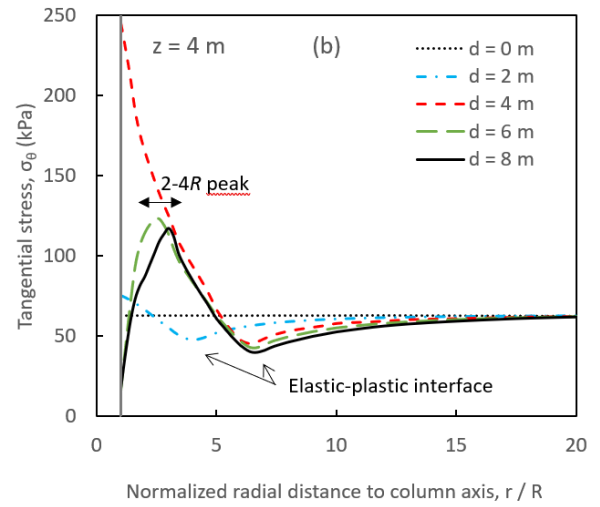 250
200
150
100
50
0
Tangential stress, σθ (kPa)
z = 4 m
(b)
d = 0 m
d = 2 m
d = 4 m
d = 6 m
d = 8 m
2-4R peak
Elastic-plastic interface
0 5 10 15 20
Normalized radial distance to column axis, r / R